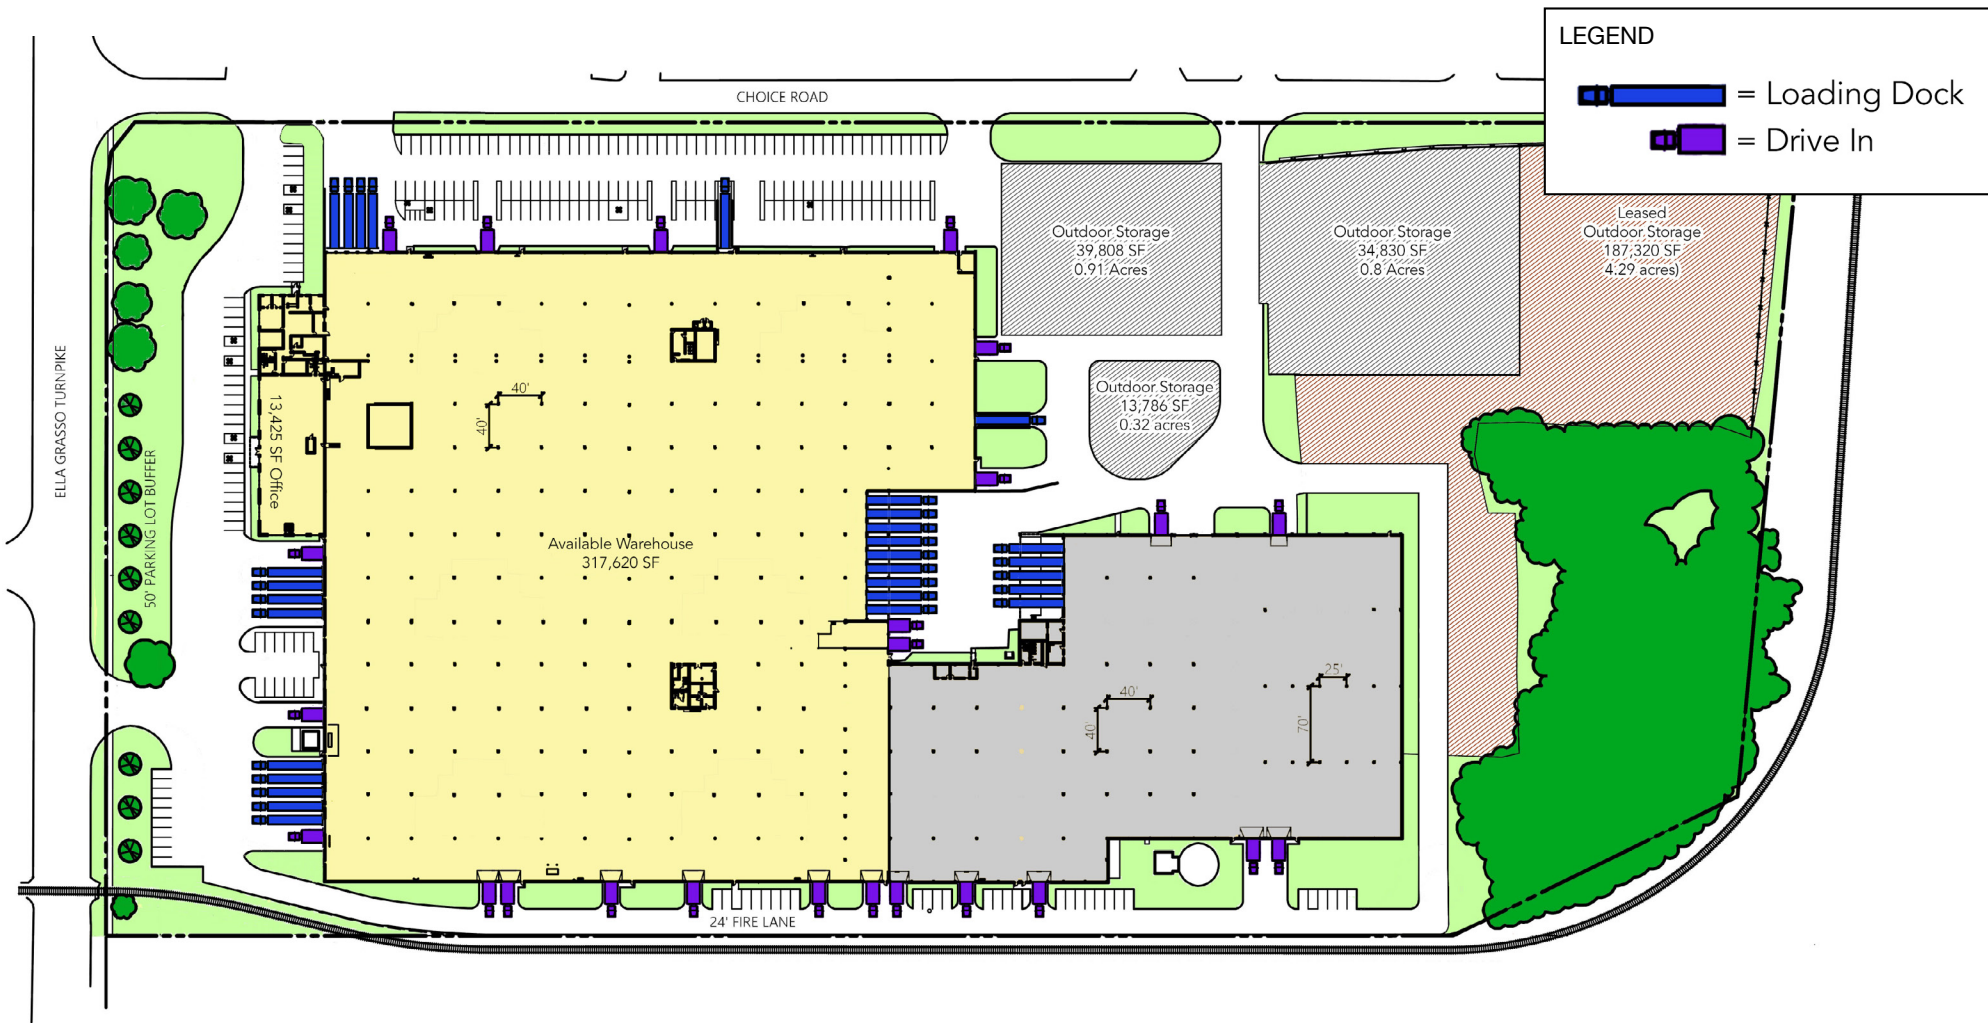 LEGEND
= Loading Dock
= Drive In
CHOICE ROAD
Outdoor Storage
39,808 SF
0.91 Acres
Outdoor Storage
34,830 SF
0.8 Acres
Leased
Outdoor Storage
187,320 SF
4.29 acres)
Outdoor Storage
13,786 SF
0.32 acres
ELLA GRASSO TURNPIKE
50' PARKING LOT BUFFER
13,425 SF Office
40'
40'
Available Warehouse
317,620 SF
40'
40'
25'
70'
24' FIRE LANE